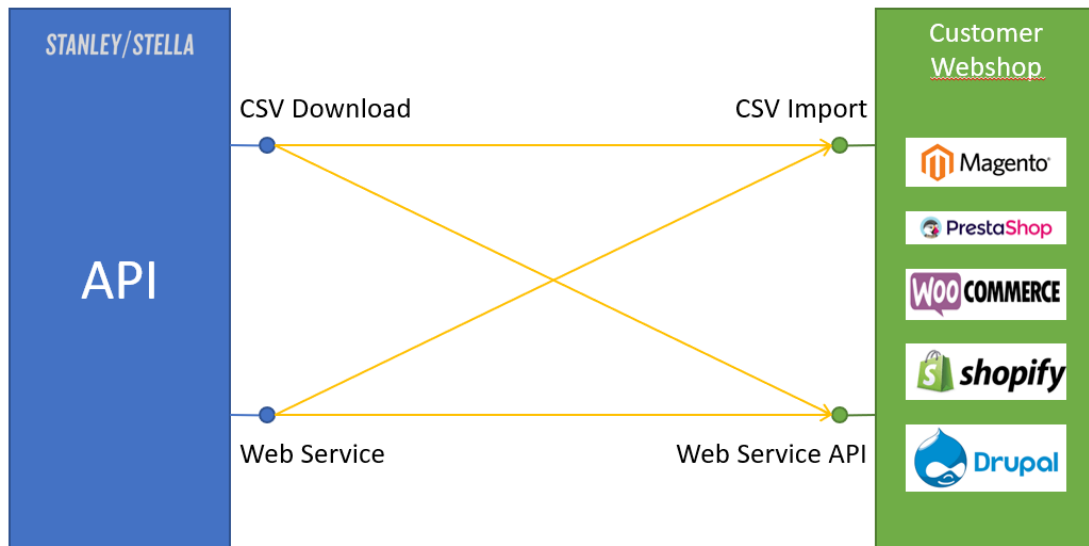 STANLEY/STELLA
API
CSV Download
Web Service
CSV Import
Web Service API
Customer
Webshop
Magento®
PrestaShop
WOO COMMERCE
shopify
Drupal